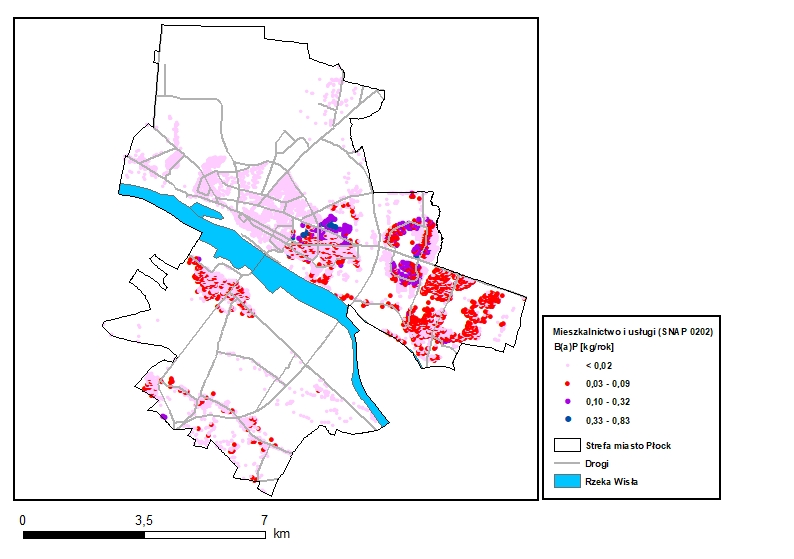 Mieszkalnictwo i usługi (SNAP 0202)
B(a)P [kg/rok]
< 0,02
0,03 - 0,09
0,10 - 0,32
0,33 - 0,83
Strefa miasto Płock
Drogi
Rzeka Wisła
0 3,5 7
km